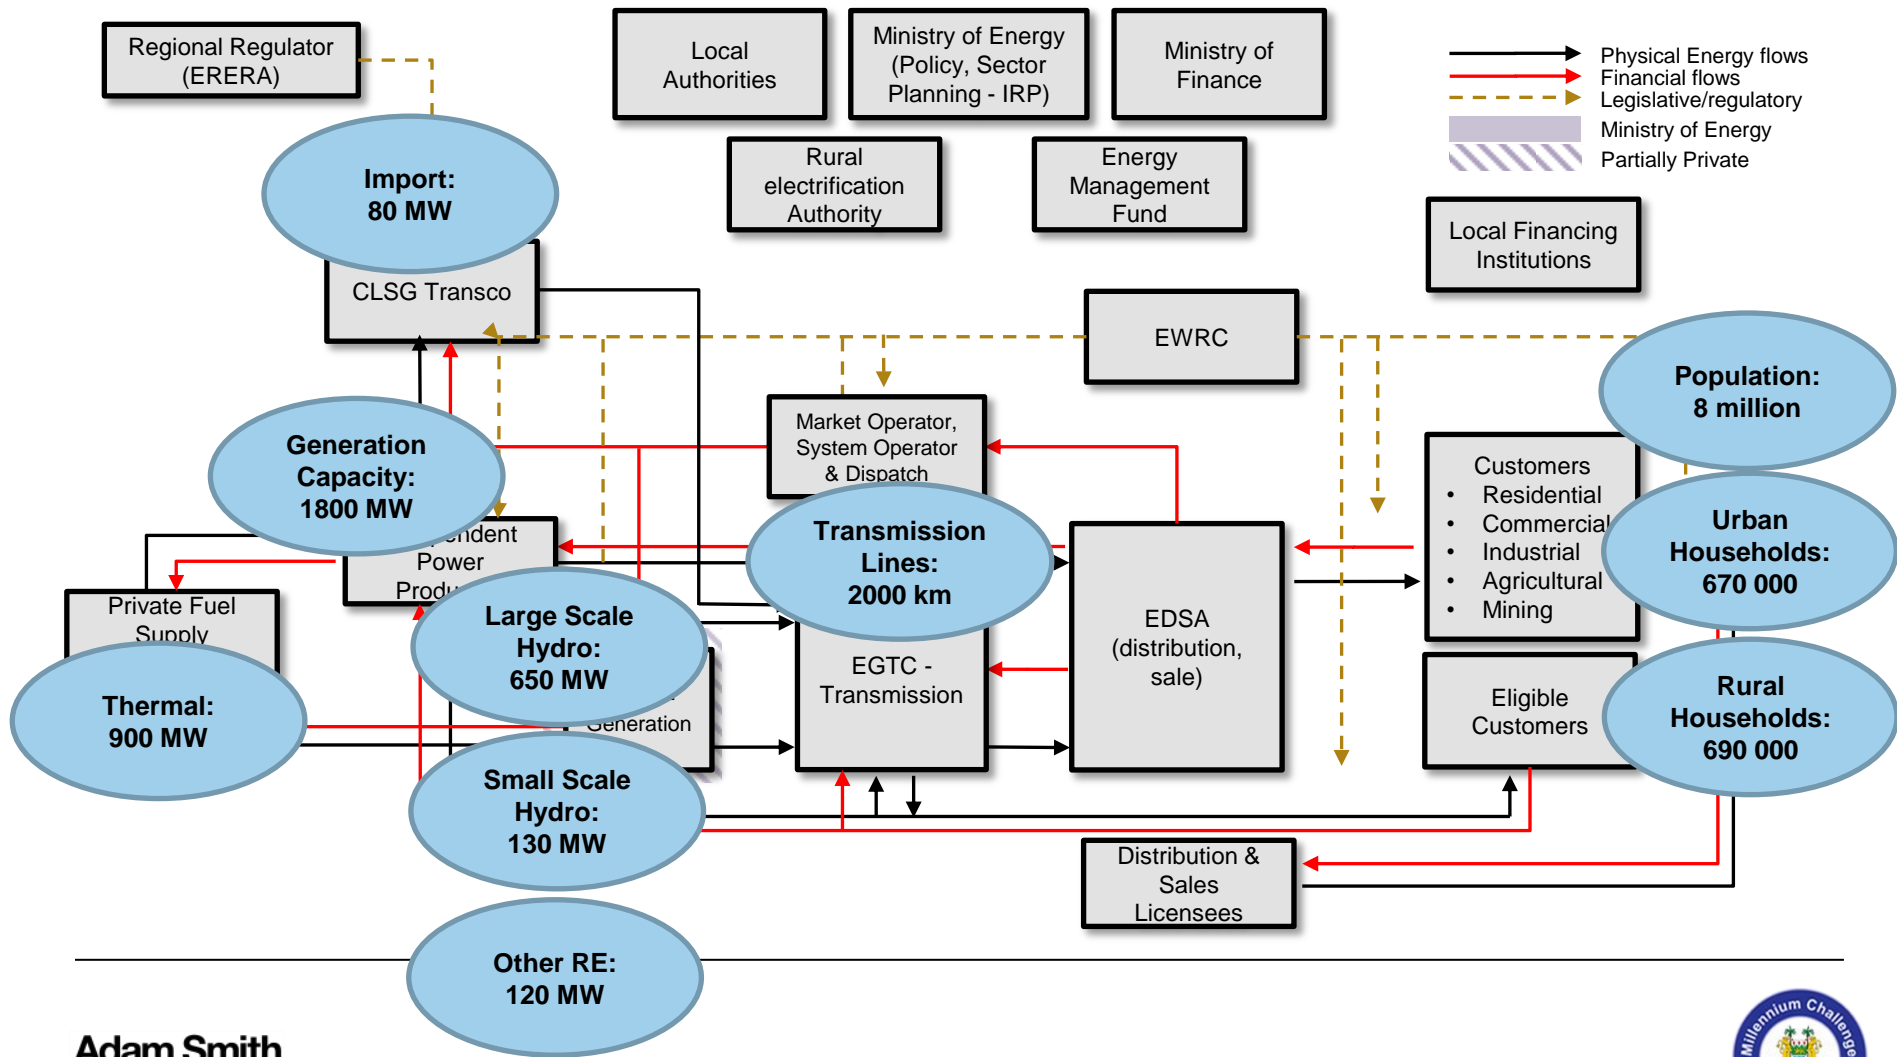 Regional Regulator
(ERERA)
Local
Authorities
Ministry of Energy
(Policy, Sector
Planning - IRP)
Ministry of
Finance
Physical Energy flows
Financial flows
Legislative/regulatory
Ministry of Energy
Partially Private
Rural
electrification
Authority
Energy
Management
Fund
Local Financing
Institutions
Import:
80 MW
CLSG Transco
EWRC
Population:
8 million
Generation
Capacity:
1800 MW
Market Operator,
System Operator
& Dispatch
Customers
• Residential
• Commercial
• Industrial
• Agricultural
• Mining
Urban
Households:
670 000
Transmission
Lines:
2000 km
Power
Private Fuel
Supply
Large Scale
Hydro:
650 MW
EGTC -
Transmission
EDSA
(distribution,
sale)
Eligible
Customers
Rural
Households:
690 000
Thermal:
900 MW
Generation
Small Scale
Hydro:
130 MW
Distribution &
Sales
Licensees
Other RE:
120 MW
Adam Smith
Millennium Challenge